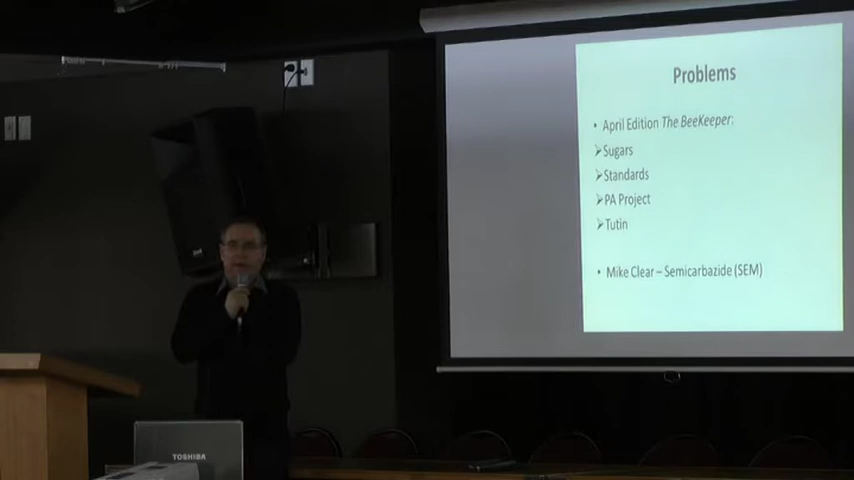 Problems
• April Edition The BeeKeeper:
➢Sugars
➢Standards
➢PA Project
➢Tutin
• Mike Clear – Semicarbazide (SEM)
TOSHIBA